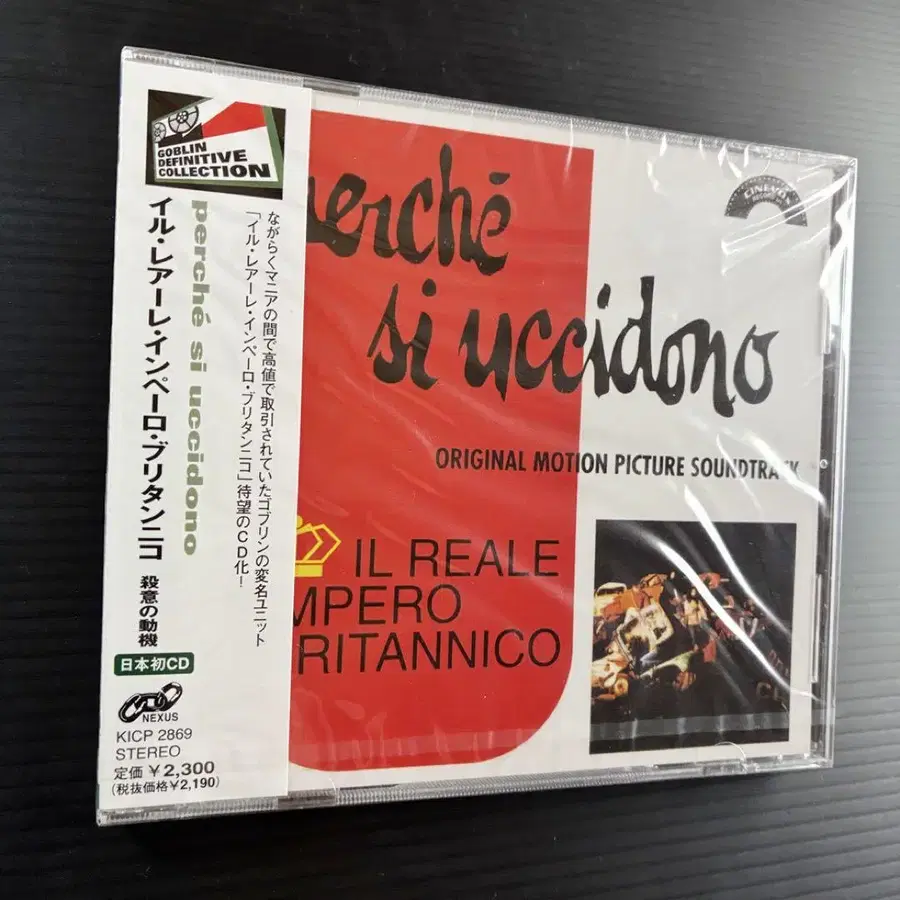 GOBLIN
DEFINITIVE
COLLECTION
perché si uccidono
イル・レアーレ・インペーロ・ブリタンニコ 殺意の動機
ながらくマニアの間で高値で取引されていたゴブリンの変名ユニット
「イル・レアーレ・インペーロ・ブリタンニコ」待望のCD化!
日本初CD
NEXUS
KICP 2869
STEREO
定価 ¥2,300
(税抜価格¥2,190)
perché
si uccidono
ORIGINAL MOTION PICTURE SOUNDTRACK
IL REALE
IMPERO
BRITANNICO
CINEVOX
RECORD